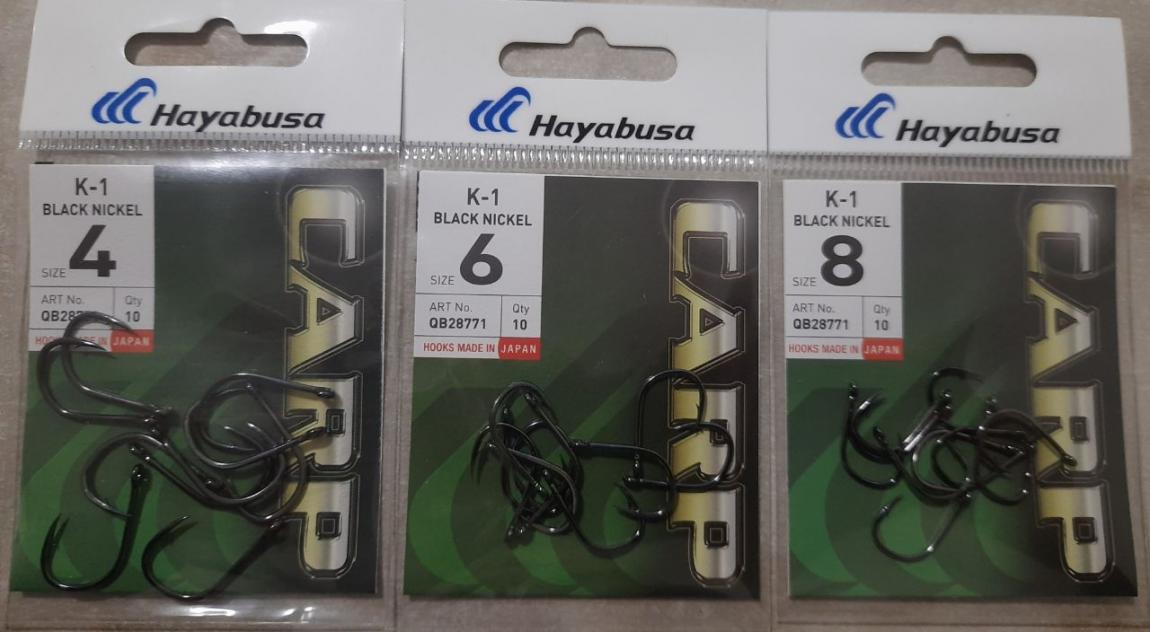 Hayabusa
K-1
BLACK NICKEL
SIZE 4
ART No. Qty
10
HOOKS MADE IN JAPAN
CARP
Hayabusa
K-1
BLACK NICKEL
SIZE 6
ART No. Qty
QB28771 10
HOOKS MADE IN JAPAN
CARP
Hayabusa
K-1
BLACK NICKEL
SIZE 8
ART No. Qty
QB28771 10
HOOKS MADE IN JAPAN
CARP